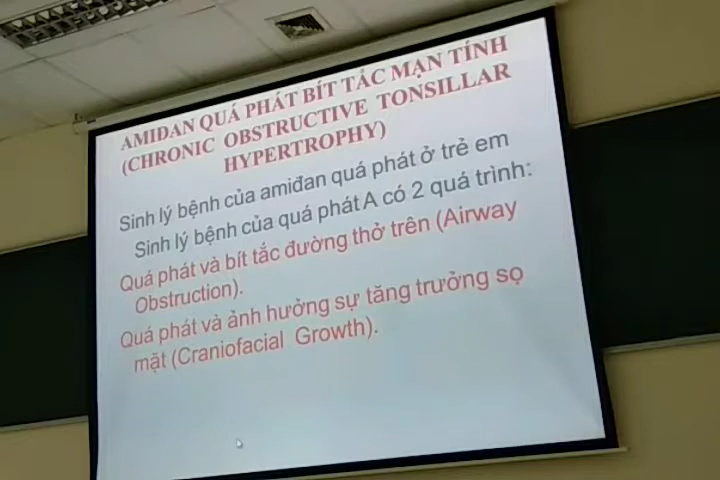 AMIĐAN QUÁ PHÁT BÍT TẮC MẠN TÍNH
(CHRONIC OBSTRUCTIVE TONSILLAR
HYPERTROPHY)
Sinh lý bệnh của amiđan quá phát ở trẻ em
Sinh lý bệnh của quá phát A có 2 quá trình:
Quá phát và bít tắc đường thở trên (Airway
Obstruction).
Quá phát và ảnh hưởng sự tăng trưởng sọ
mặt (Craniofacial Growth).